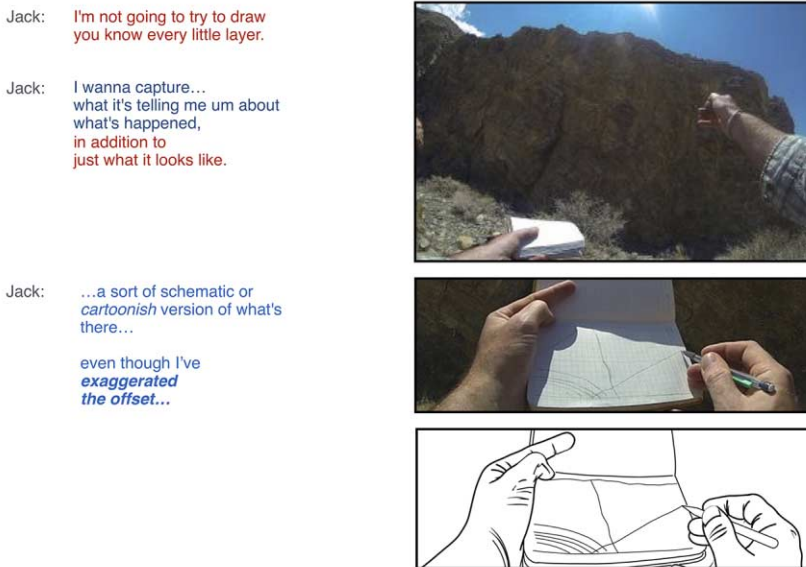 Jack: I'm not going to try to draw
you know every little layer.
Jack: I wanna capture…
what it's telling me um about
what's happened,
in addition to
just what it looks like.
Jack: …a sort of schematic or
cartoonish version of what's
there…
even though I've
exaggerated
the offset…